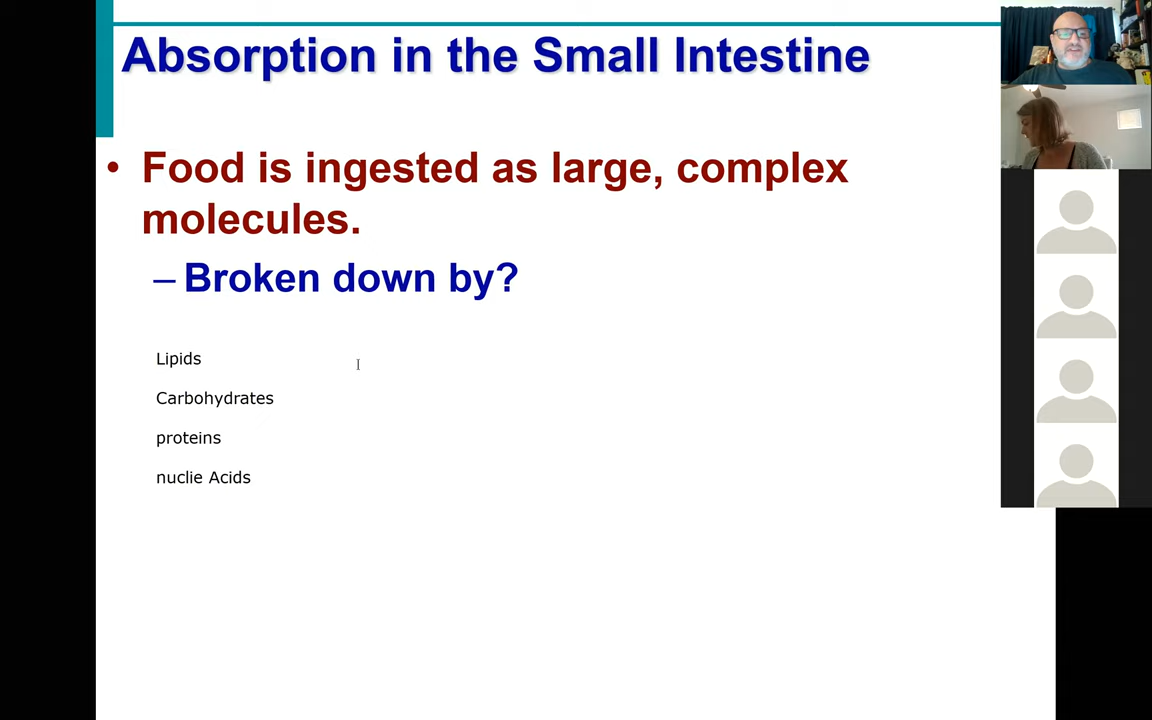 Absorption in the Small Intestine
• Food is ingested as large, complex
molecules.
– Broken down by?
Lipids
Carbohydrates
proteins
nuclie Acids